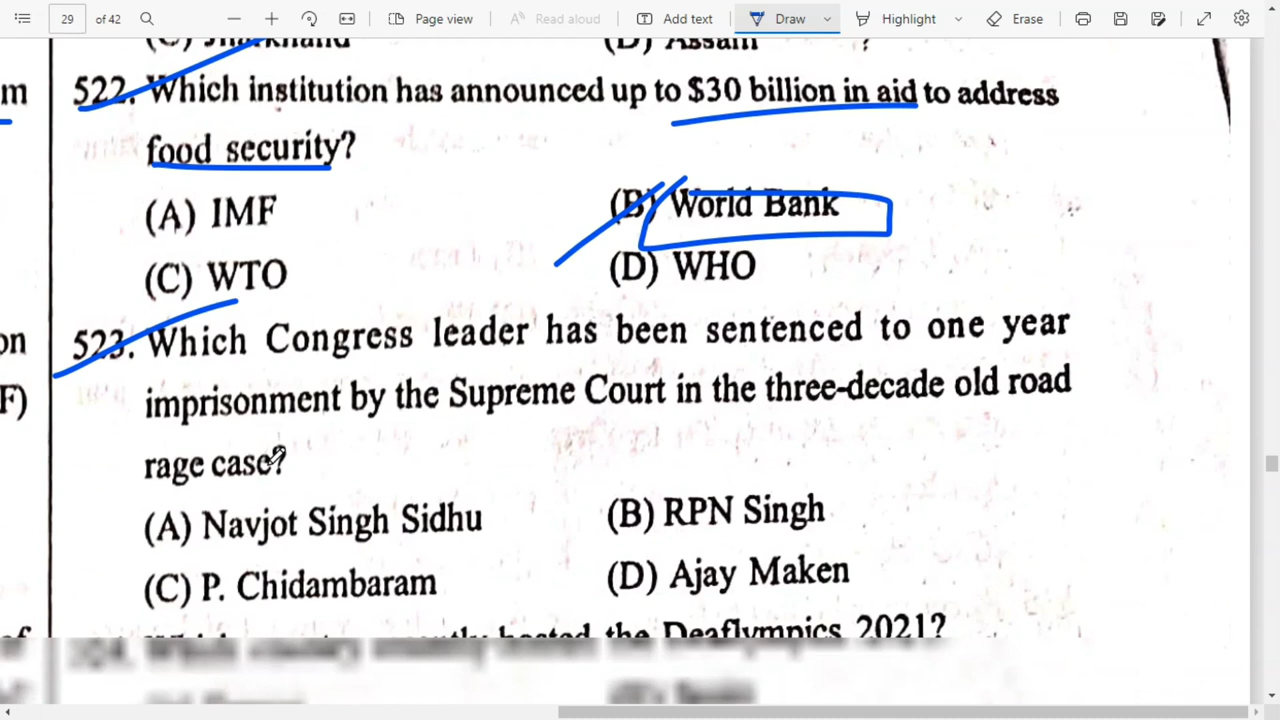 29 of 42
Page view
Read aloud
Add text
Draw
Highlight
Erase
(C) Jharkhand (D) Assam ?
m
522. Which institution has announced up to $30 billion in aid to address
food security?
(A) IMF (B) World Bank
(C) WTO (D) WHO
on
523. Which Congress leader has been sentenced to one year
F)
imprisonment by the Supreme Court in the three-decade old road
rage case?
(A) Navjot Singh Sidhu (B) RPN Singh
(C) P. Chidambaram (D) Ajay Maken
of
hosted the Deaflympics 2021?